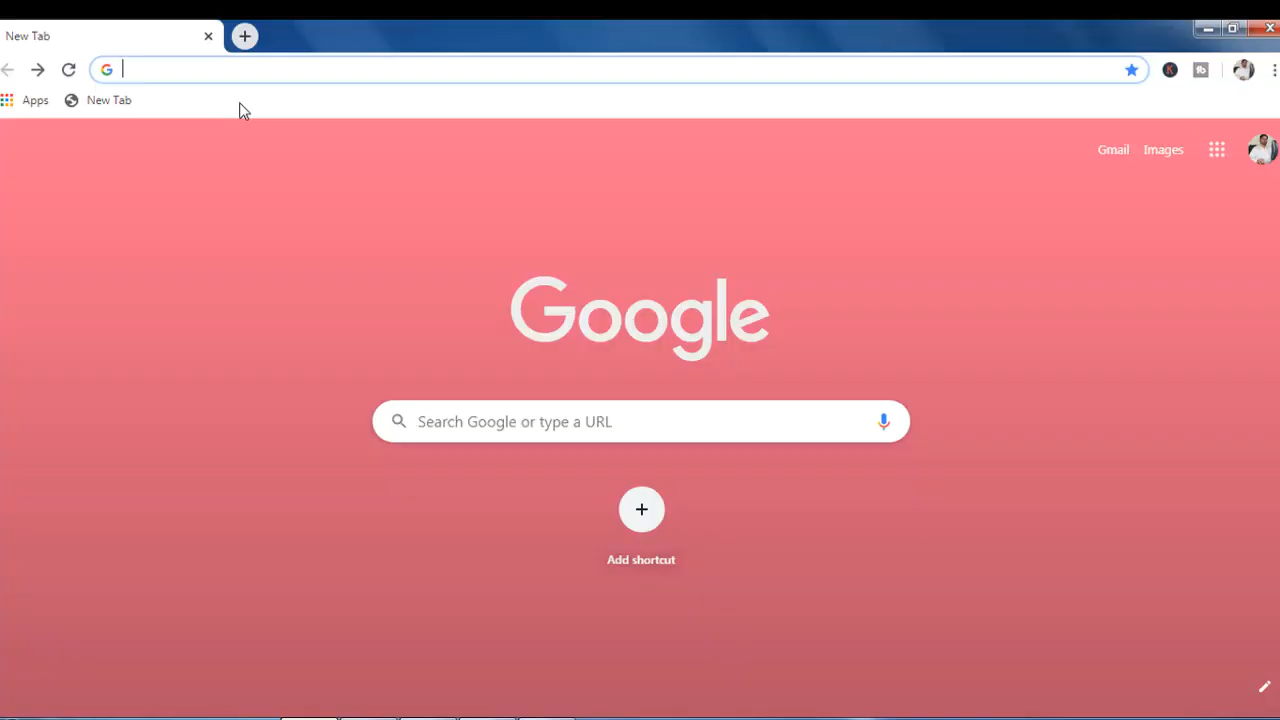 New Tab
Apps New Tab
Gmail Images
Google
Search Google or type a URL
Add shortcut